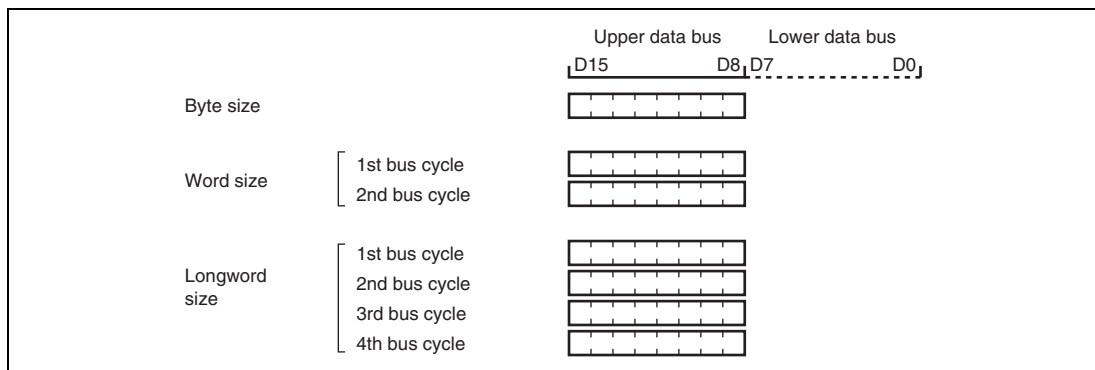 Upper data bus Lower data bus
D15 D8 D7 D0
Byte size
Word size
1st bus cycle
2nd bus cycle
Longword
size
1st bus cycle
2nd bus cycle
3rd bus cycle
4th bus cycle